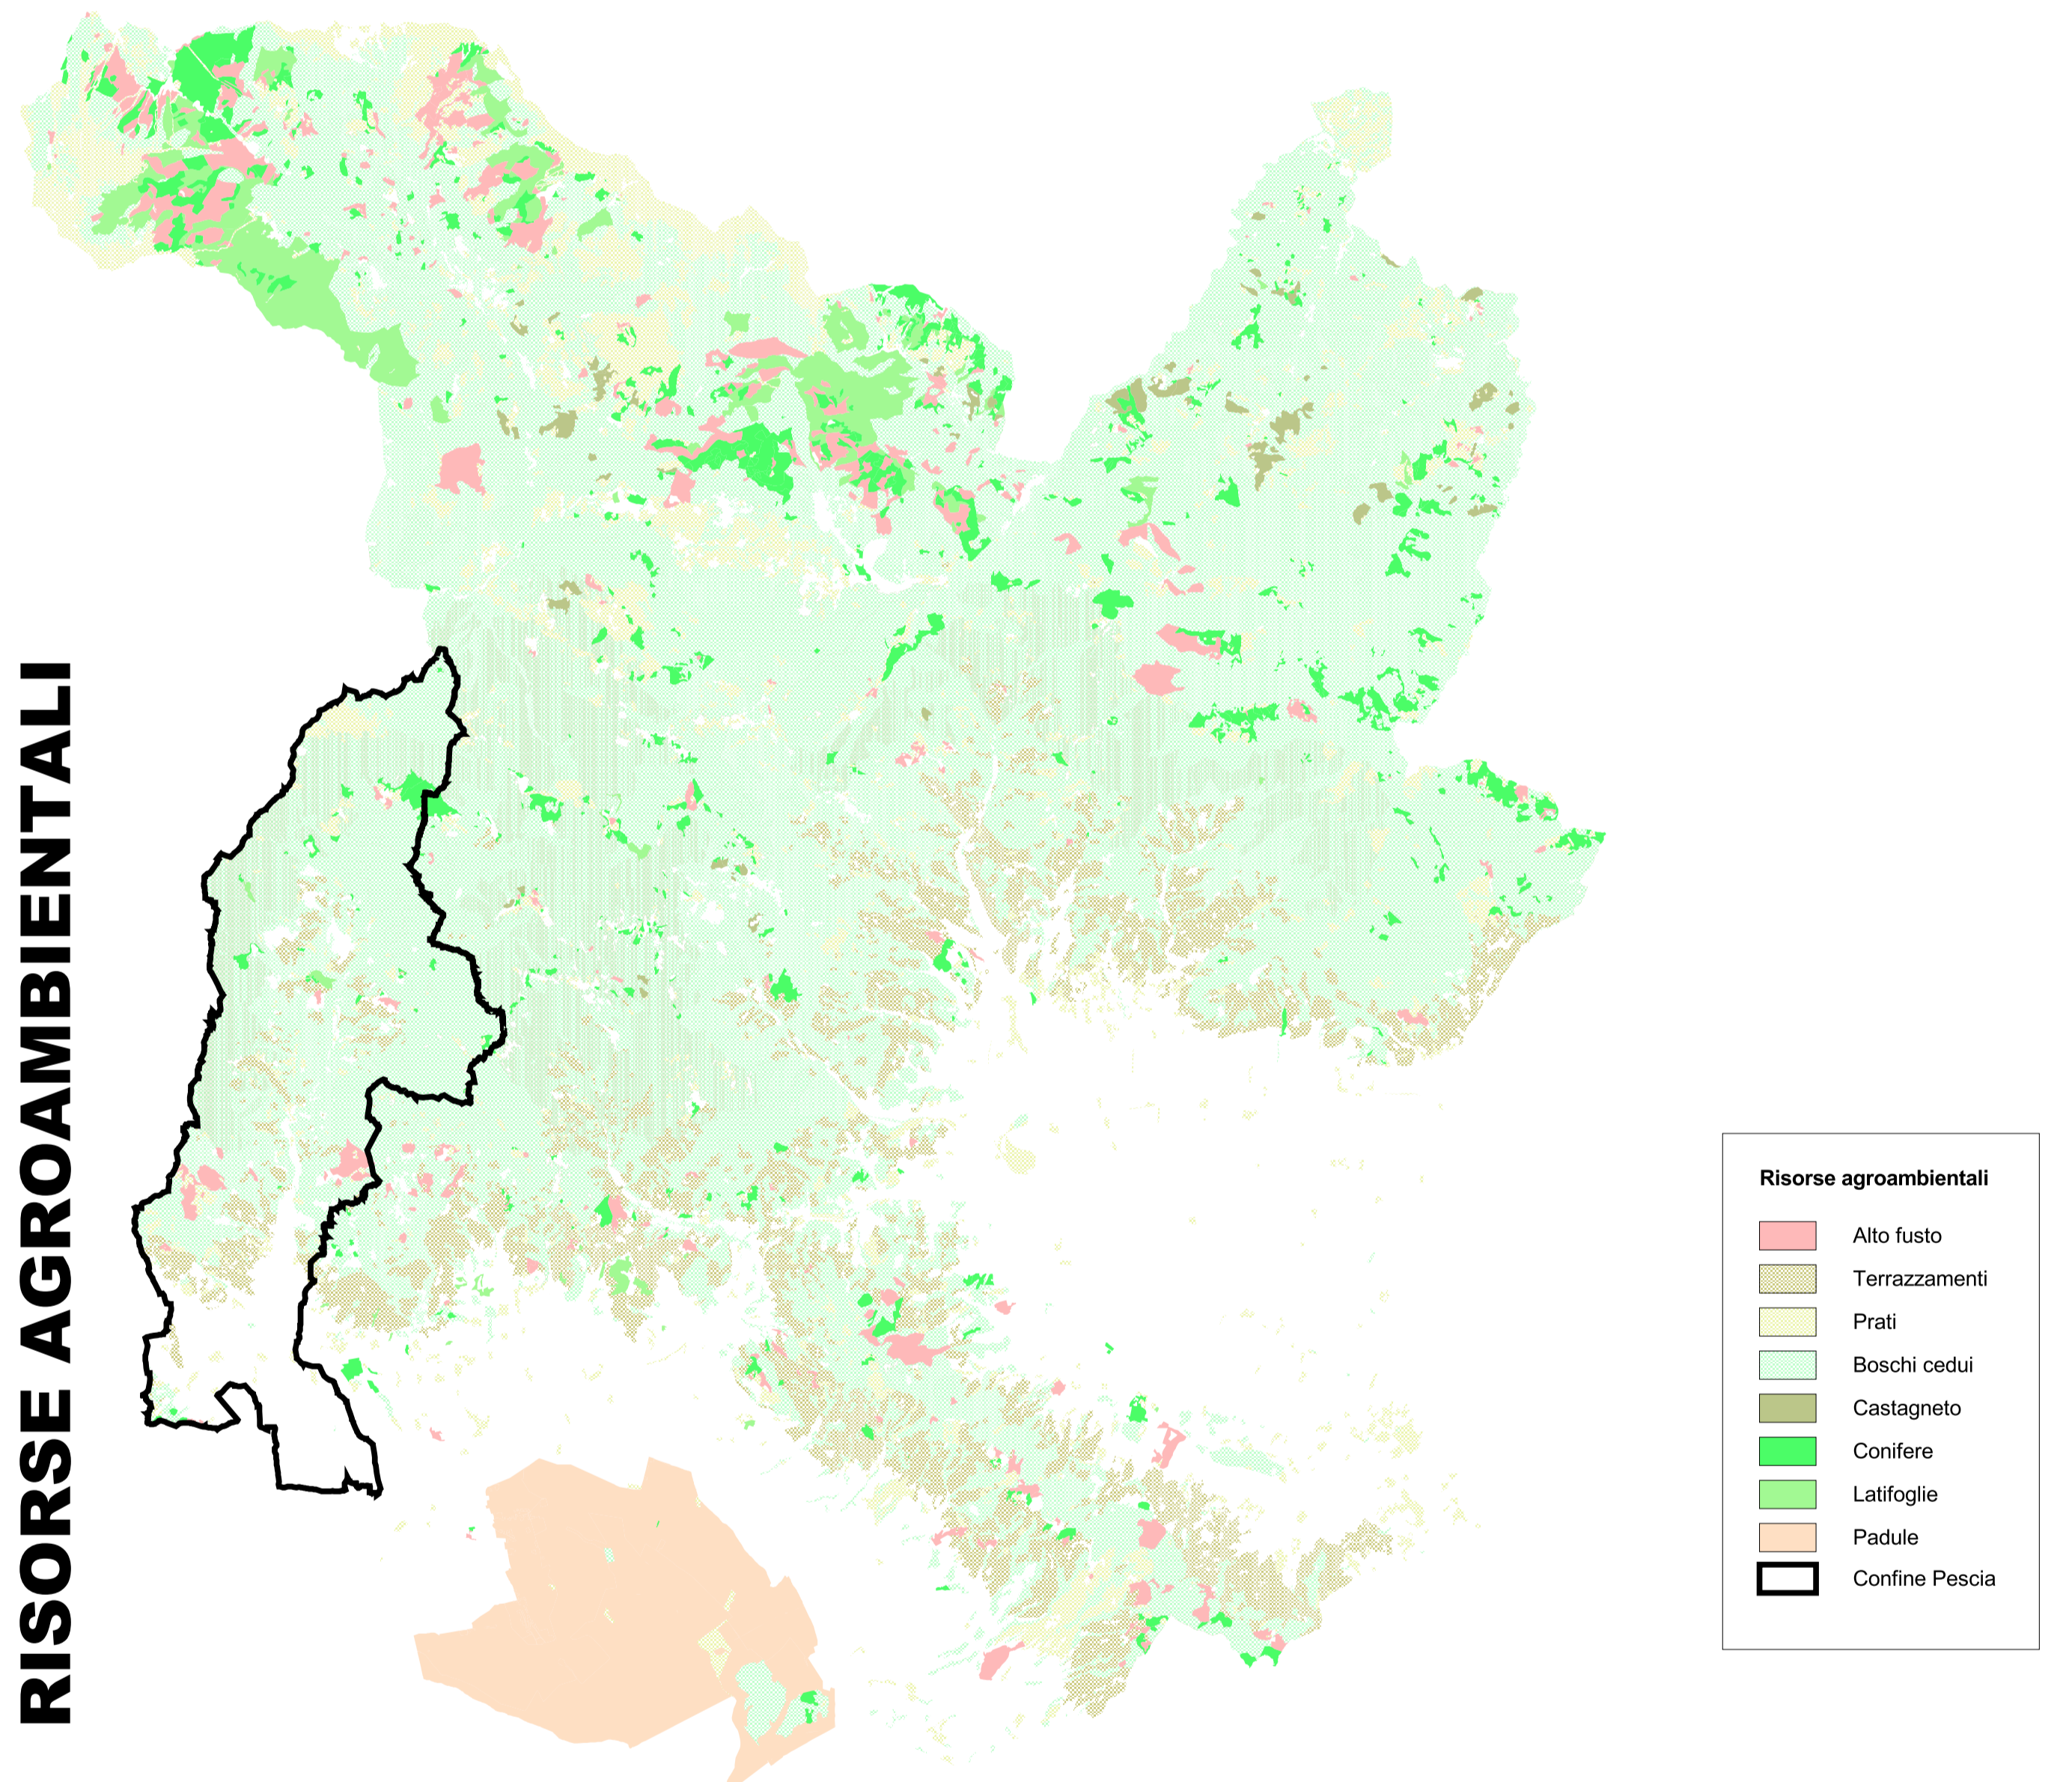 RISORSE AGROAMBIENTALI
Risorse agroambientali
Alto fusto
Terrazzamenti
Prati
Boschi cedui
Castagneto
Conifere
Latifoglie
Padule
Confine Pescia